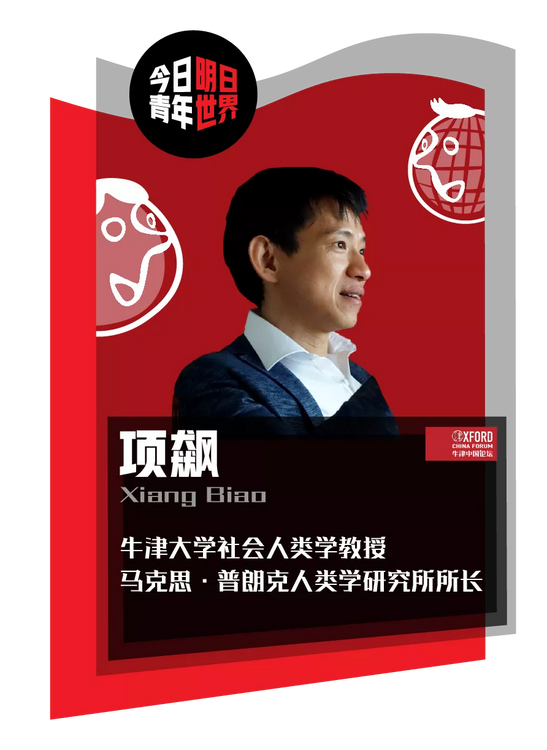 今日明日
青年世界
项飙
OXFORD
CHINA FORUM
牛津中国论坛
Xiang Biao
牛津大学社会人类学教授
马克思·普朗克人类学研究所所长